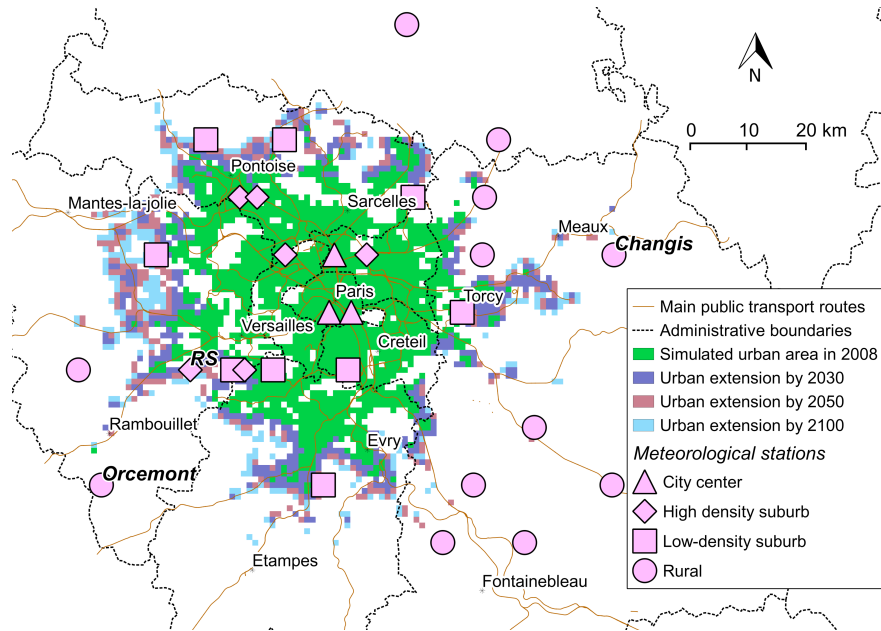 N
0 10 20 km
Pontoise
Mantes-la-jolie
Sarcelles
Meaux
Changis
Paris
Torcy
Versailles
Creteil
RS
Rambouillet
Evry
Orcemont
Etampes
Fontainebleau
Main public transport routes
Administrative boundaries
Simulated urban area in 2008
Urban extension by 2030
Urban extension by 2050
Urban extension by 2100
Meteorological stations
City center
High density suburb
Low-density suburb
Rural